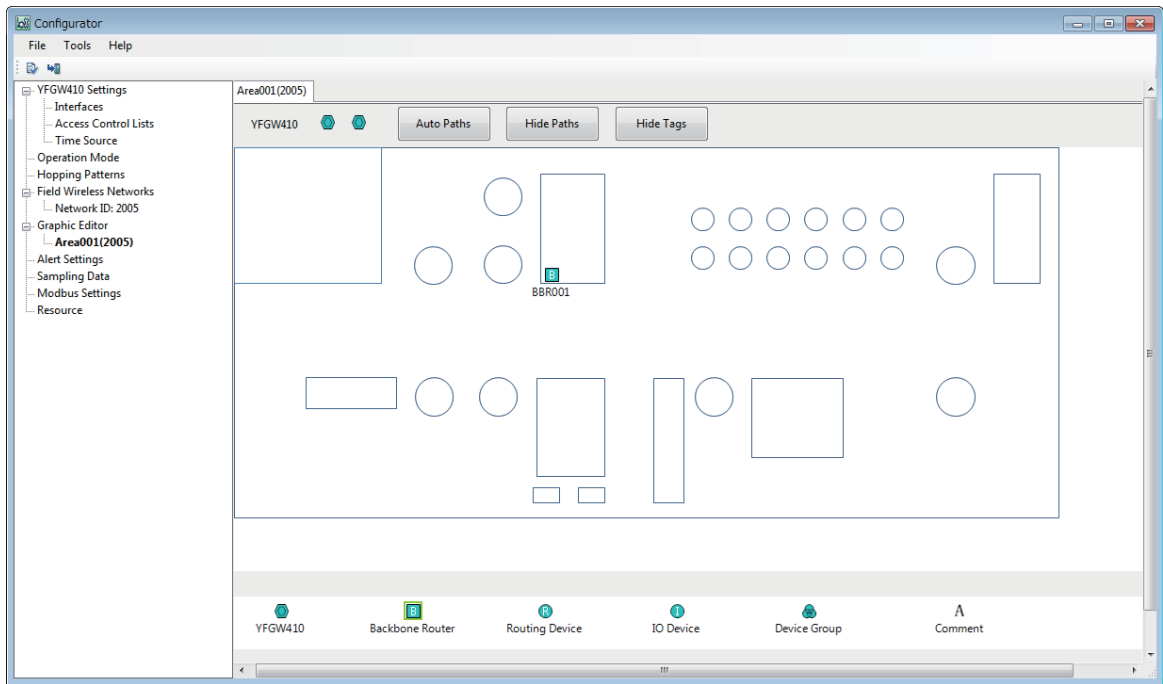 Configurator
File Tools Help
YFGW410 Settings
Interfaces
Access Control Lists
Time Source
Operation Mode
Hopping Patterns
Field Wireless Networks
Network ID: 2005
Graphic Editor
Area001(2005)
Alert Settings
Sampling Data
Modbus Settings
Resource
Area001(2005)
YFGW410 Auto Paths Hide Paths Hide Tags
B
BBR001
B R I A
YFGW410 Backbone Router Routing Device IO Device Device Group Comment